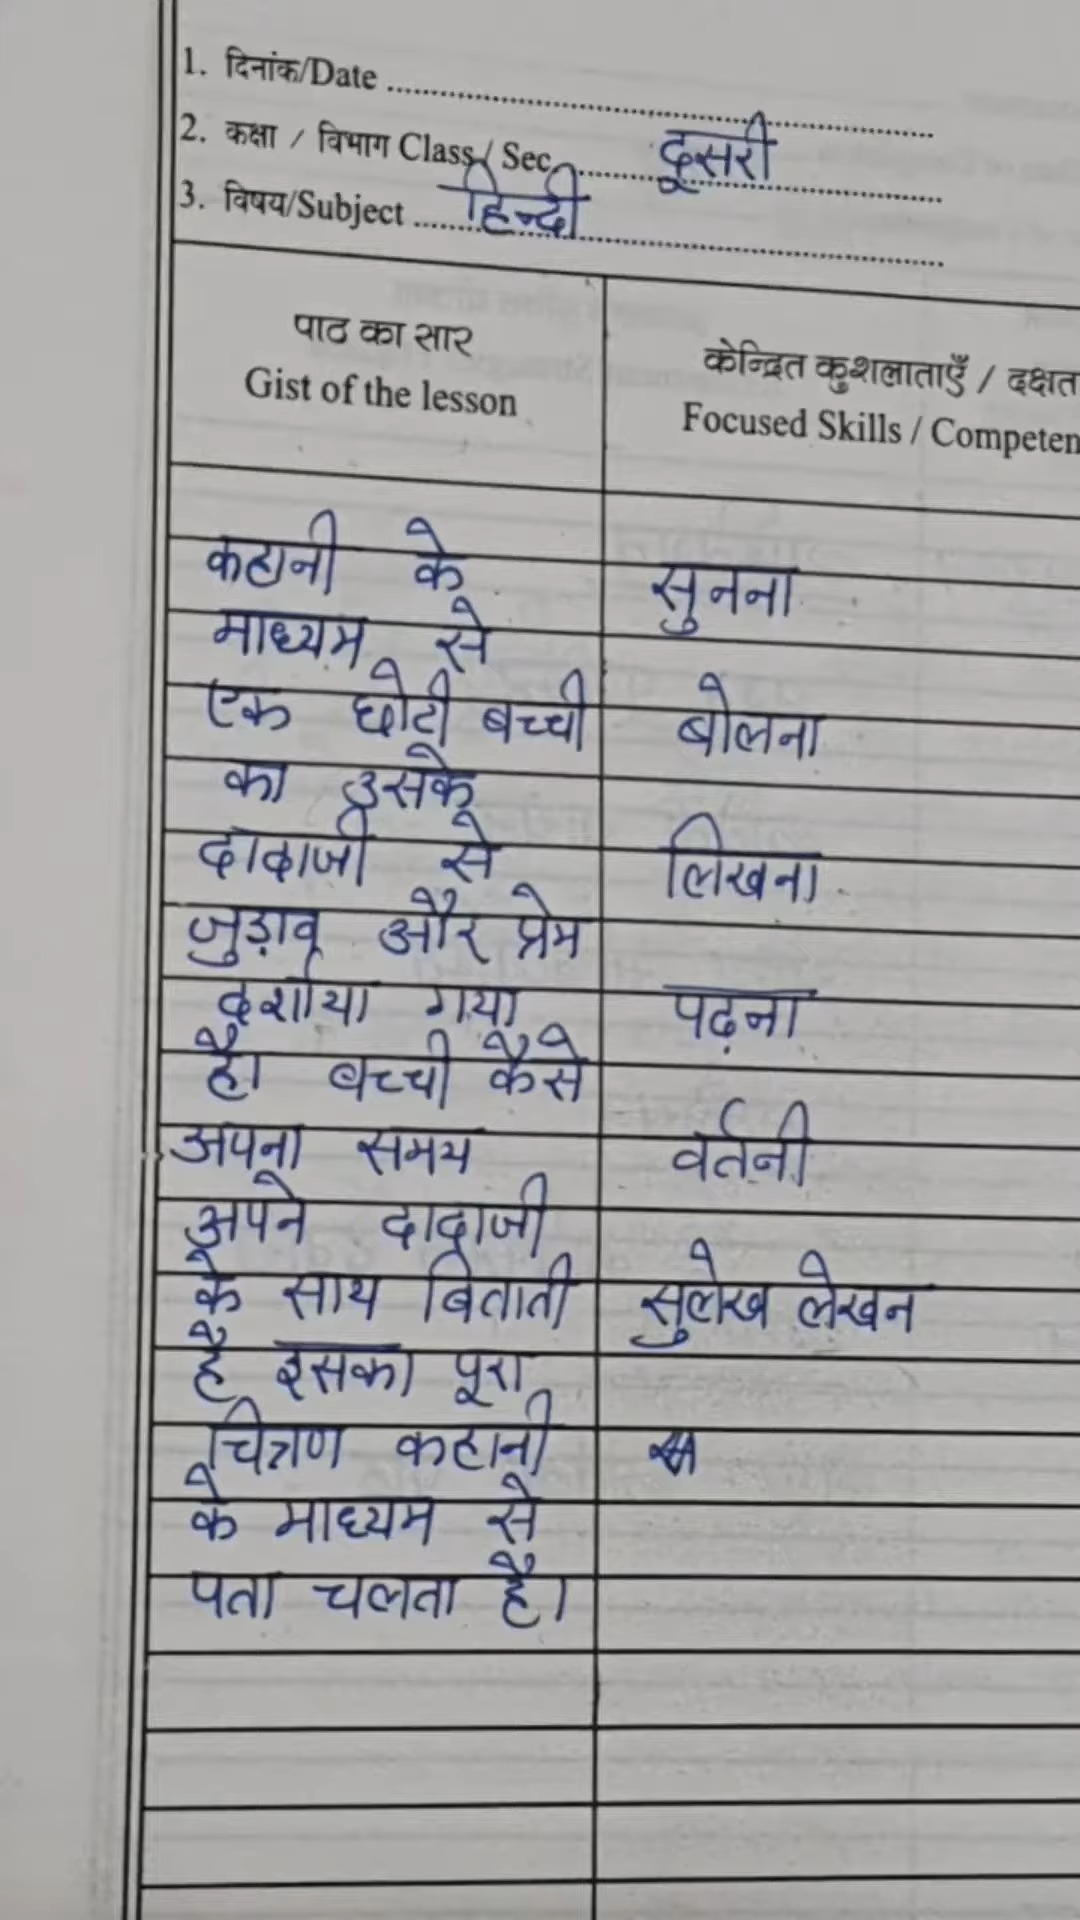 1. दिनांक/Date
2. कक्षा / विभाग Class / Sec. दूसरी
3. विषय/Subject हिन्दी
पाठ का सार
Gist of the lesson
केन्द्रित कुशलाताएँ / दक्षत
Focused Skills / Competen
कहानी के
माध्यम से
एक छोटी बच्ची
का उसके
दादाजी से
जुड़ाव और प्रेम
दर्शाया गया
है। बच्ची कैसे
अपना समय
अपने दादाजी
के साथ बिताती
है इसका पूरा
चित्रण कहानी
के माध्यम से
पता चलता है।
सुनना
बोलना
लिखना
पढ़ना
वर्तनी
सुलेख लेखन